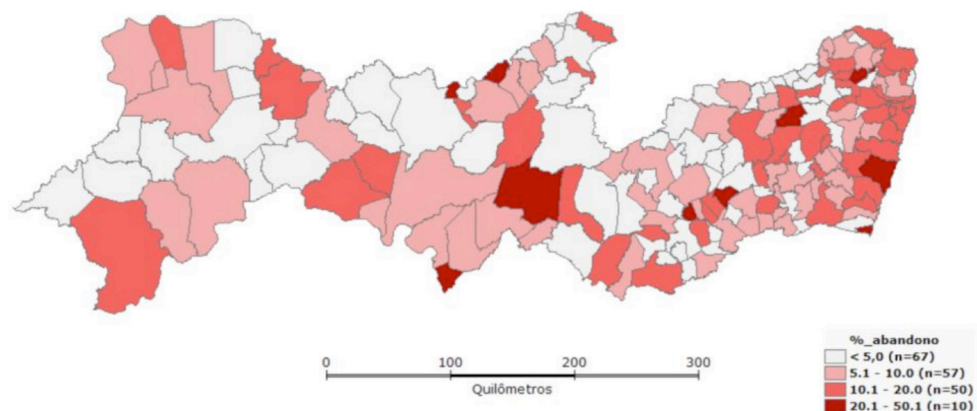 0 100 200 300
Quilômetros
%_abandono
< 5,0 (n=67)
5.1 - 10.0 (n=57)
10.1 - 20.0 (n=50)
20.1 - 50.1 (n=10)